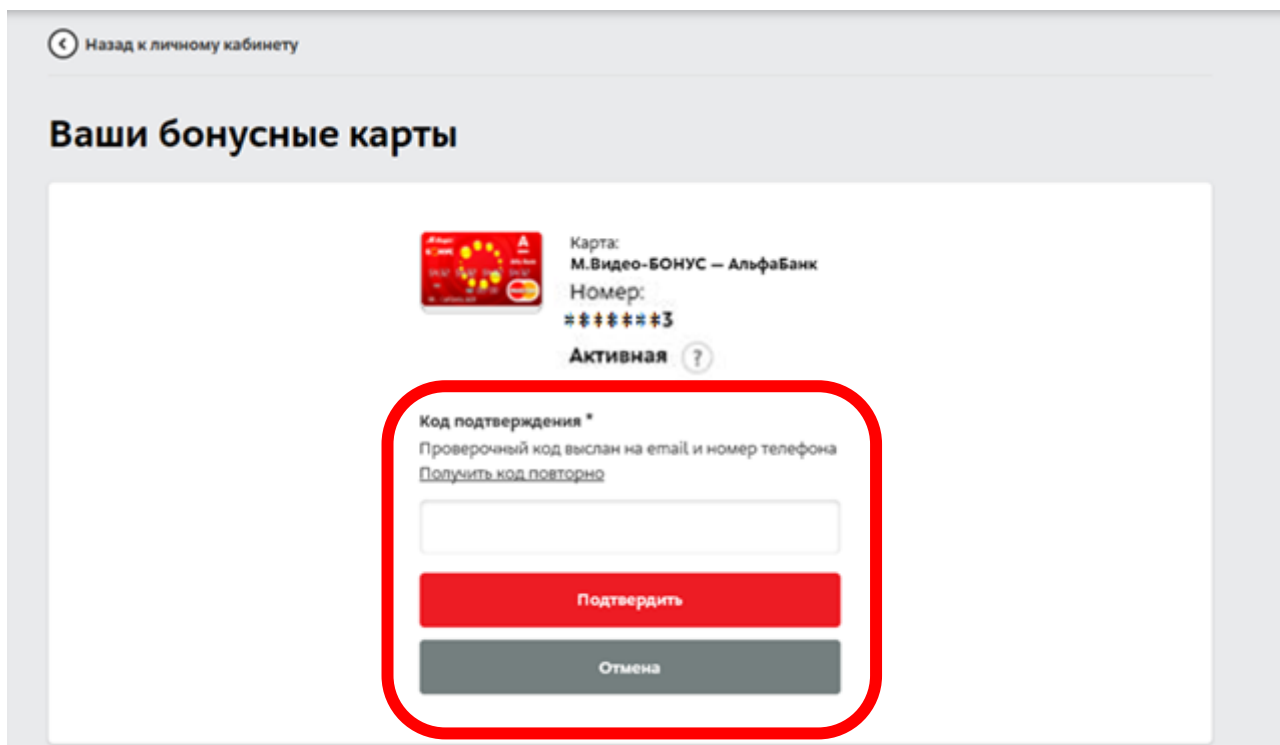 Назад к личному кабинету
Ваши бонусные карты
Карта:
М.Видео-БОНУС — АльфаБанк
Номер:
*******3
Активная ?
Код подтверждения *
Проверочный код выслан на email и номер телефона
Получить код повторно
Подтвердить
Отмена